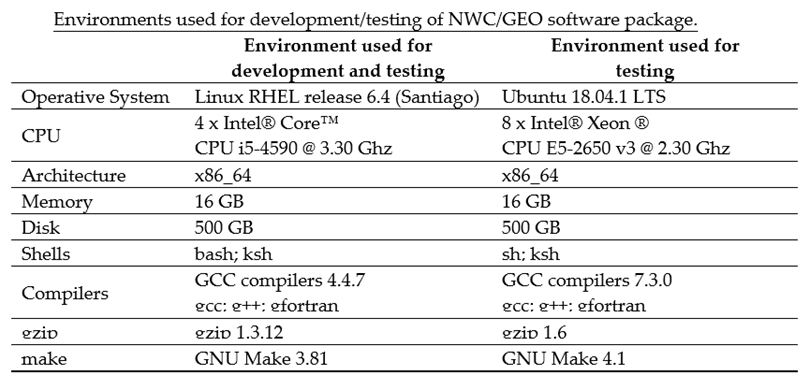 Environments used for development/testing of NWC/GEO software package.
Environment used for development and testing Environment used for testing
Operative System Linux RHEL release 6.4 (Santiago) Ubuntu 18.04.1 LTS
CPU 4 x Intel® Core™ CPU i5-4590 @ 3.30 Ghz 8 x Intel® Xeon ® CPU E5-2650 v3 @ 2.30 Ghz
Architecture x86_64 x86_64
Memory 16 GB 16 GB
Disk 500 GB 500 GB
Shells bash; ksh sh; ksh
Compilers GCC compilers 4.4.7 gcc; g++; gfortran GCC compilers 7.3.0 gcc; g++; gfortran
gzip gzip 1.3.12 gzip 1.6
make GNU Make 3.81 GNU Make 4.1